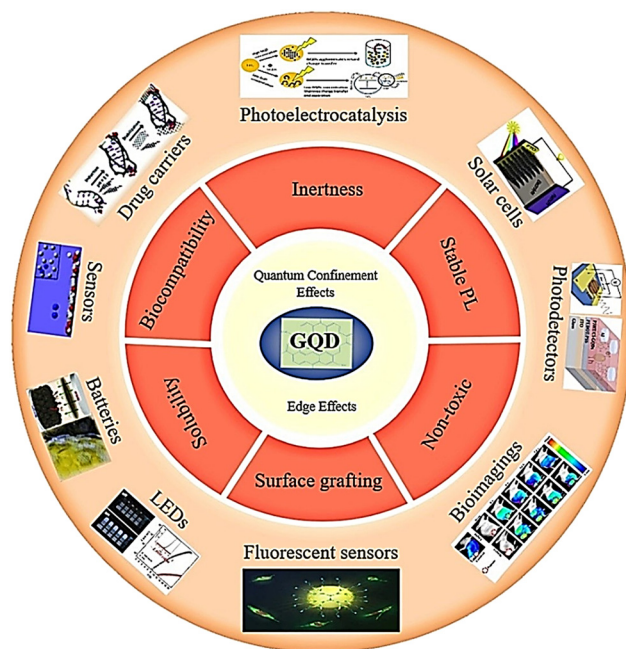 Photoelectrocatalysis
Solar cells
Photodetectors
Bioimagings
Fluorescent sensors
LEDs
Batteries
Sensors
Drug carriers
Inertness
Stable PL
Non-toxic
Surface grafting
Solubility
Biocompatibility
Quantum Confinement
Effects
GQD
Edge Effects